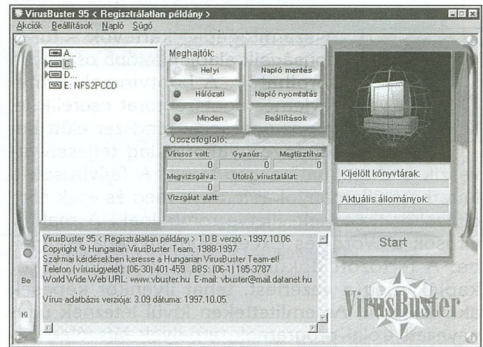 VirusBuster 95 < Regisztrálatlan példány >
Akciók Beállítások Napló Súgó
A...
C...
D...
E: NFS2PCCD
Meghajtók:
Helyi
Hálózati
Minden
Napló mentés
Napló nyomtatás
Beállítások
Összefoglaló:
Vírusos volt: Gyanús: Megtisztítva:
0 0 0
Megvizsgálva: Utolsó vírustalálat:
0
Vizsgálat alatt:
Kijelölt könyvtárak:
Aktuális állományok:
Start
VirusBuster 95 < Regisztrálatlan példány > 1.0 B verzió - 1997.10.06.
Copyright © Hungarian VirusBuster Team, 1988-1997.
Szakmai kérdésekben keresse a Hungarian VirusBuster Team-et!
Telefon (vírusügyelet): (06-30) 401-459 BBS: (06-1) 185-3787
World Wide Web URL: www.vbuster.hu E-mail: vbuster@mail.datanet.hu
Vírus adatbázis verziója: 3.09 dátuma: 1997.10.05.
Be
Ki
VirusBuster